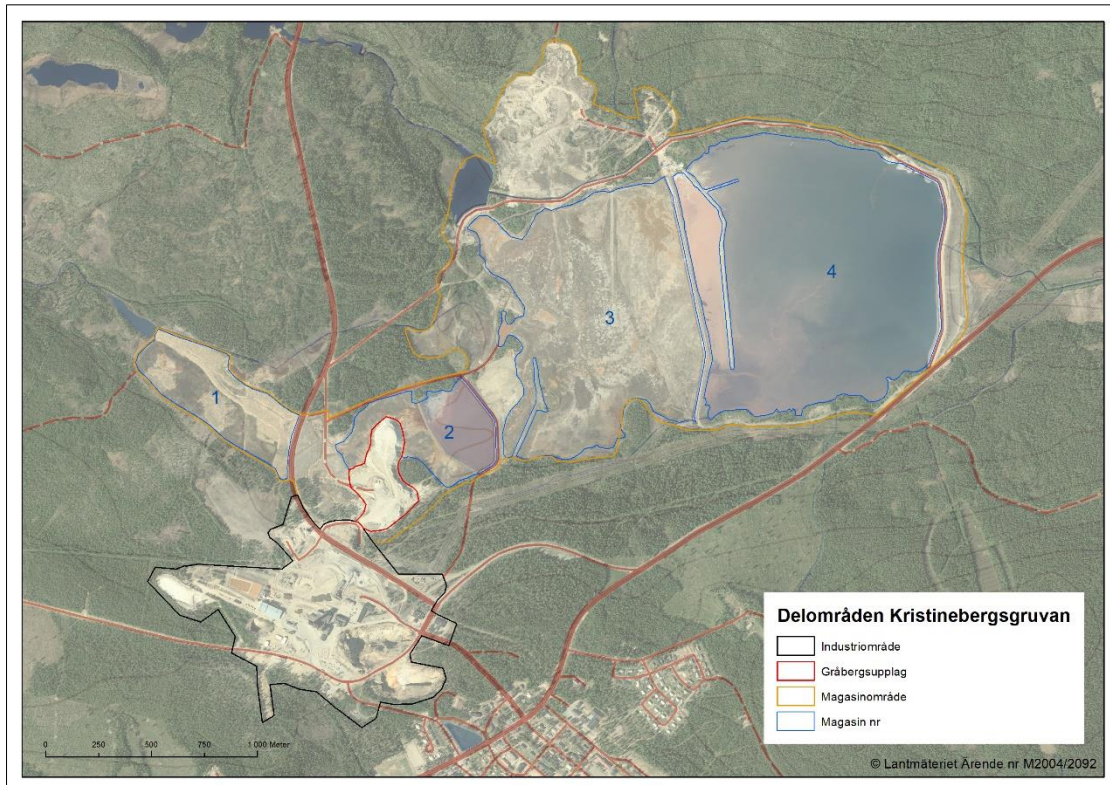 4
3
1
2
Delområden Kristinebergsgruvan
Industriområde
Gråbergsupplag
Magasinområde
Magasin nr
0 250 500 750 1 000 Meter
© Lantmäteriet Ärende nr M2004/2092